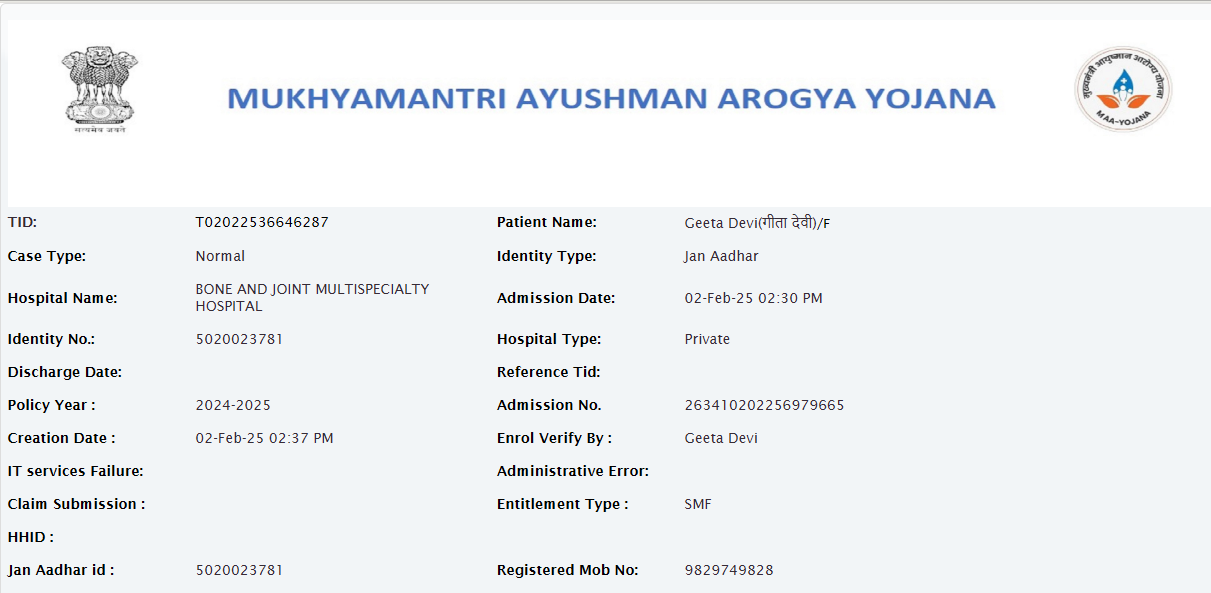 सत्यमेव जयते
MUKHYAMANTRI AYUSHMAN AROGYA YOJANA
मुख्यमंत्री आयुष्मान आरोग्य योजना
MAA-YOJANA
TID: T02022536646287 Patient Name: Geeta Devi(गीता देवी)/F
Case Type: Normal Identity Type: Jan Aadhar
Hospital Name: BONE AND JOINT MULTISPECIALTY HOSPITAL Admission Date: 02-Feb-25 02:30 PM
Identity No.: 5020023781 Hospital Type: Private
Discharge Date: Reference Tid:
Policy Year : 2024-2025 Admission No. 263410202256979665
Creation Date : 02-Feb-25 02:37 PM Enrol Verify By : Geeta Devi
IT services Failure: Administrative Error:
Claim Submission : Entitlement Type : SMF
HHID :
Jan Aadhar id : 5020023781 Registered Mob No: 9829749828